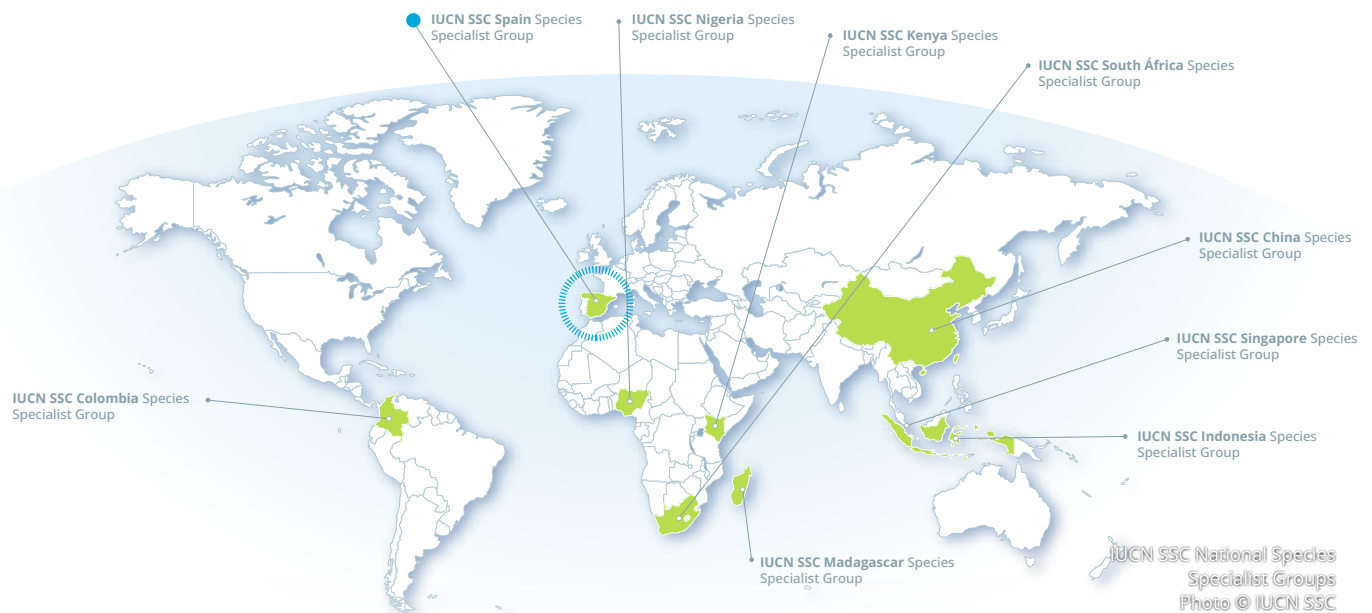 IUCN SSC Spain Species
Specialist Group
IUCN SSC Nigeria Species
Specialist Group
IUCN SSC Kenya Species
Specialist Group
IUCN SSC South África Species
Specialist Group
IUCN SSC China Species
Specialist Group
IUCN SSC Singapore Species
Specialist Group
IUCN SSC Colombia Species
Specialist Group
IUCN SSC Indonesia Species
Specialist Group
IUCN SSC Madagascar Species
Specialist Group
IUCN SSC National Species
Specialist Groups
Photo © IUCN SSC